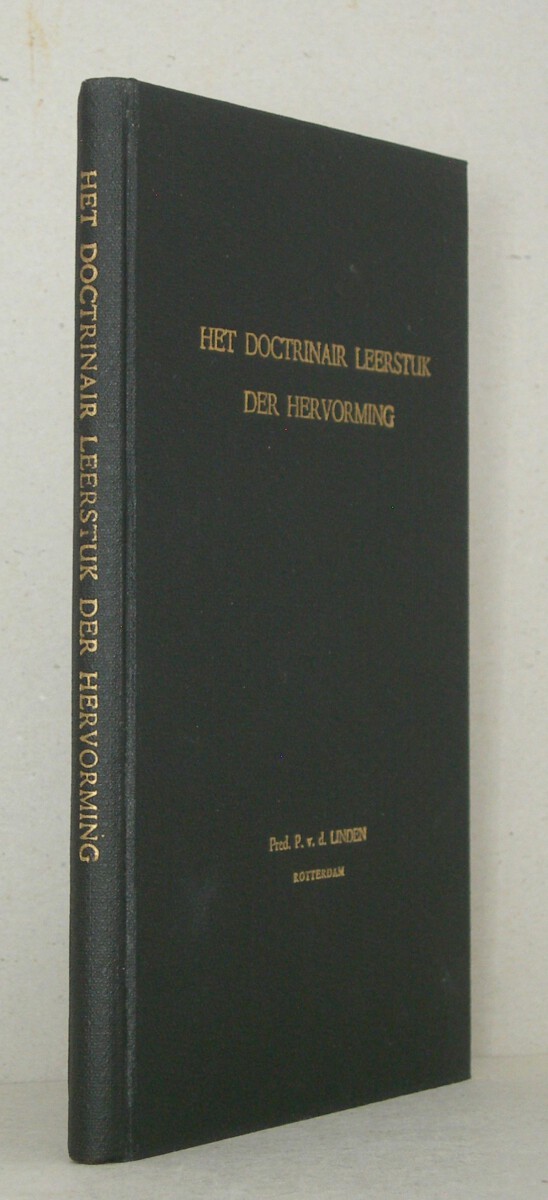 HET DOCTRINAIR LEERSTUK DER HERVORMING
HET DOCTRINAIR LEERSTUK
DER HERVORMING
Pred. P. v. d. LINDEN
ROTTERDAM